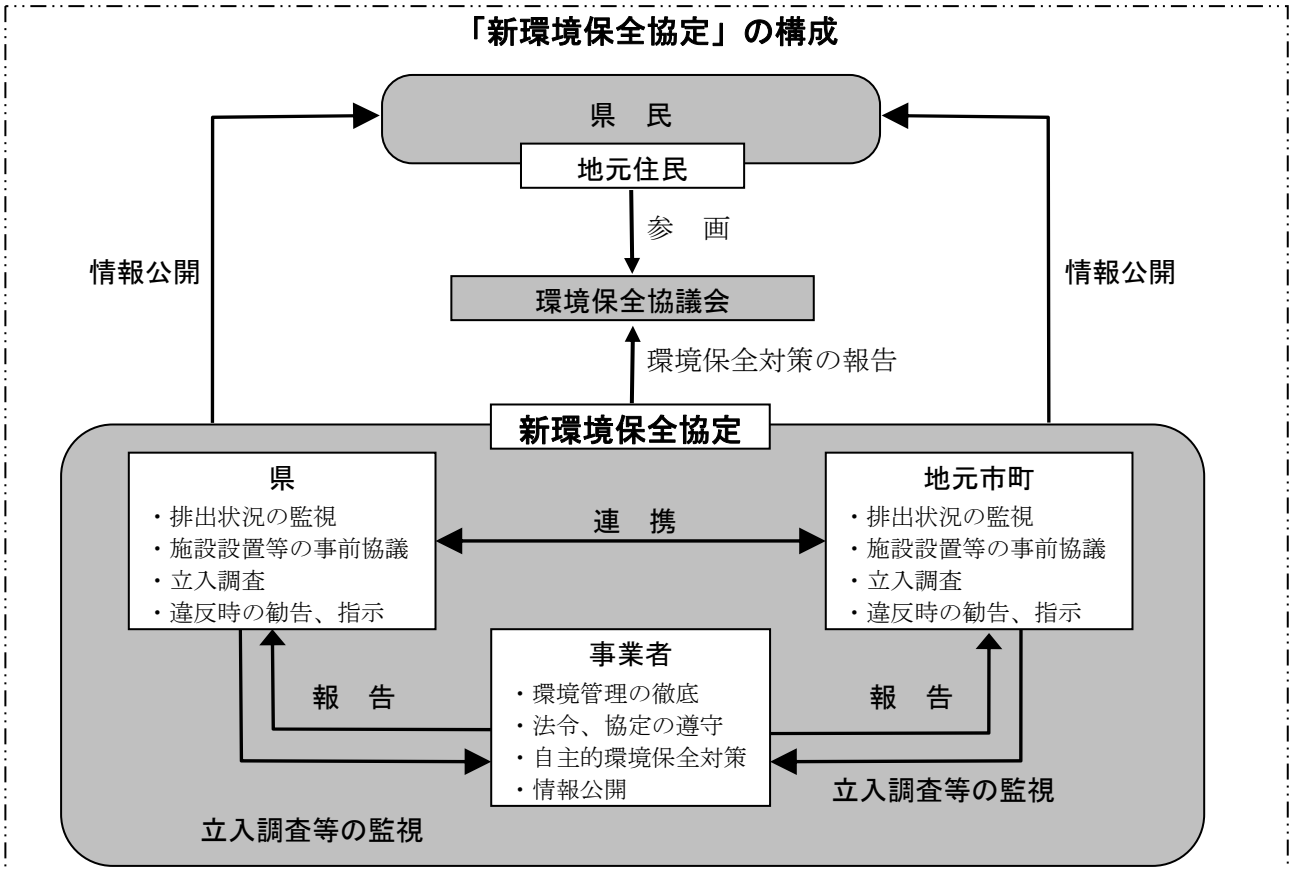 「新環境保全協定」の構成
県　民
地元住民
参　画
情報公開
情報公開
環境保全協議会
環境保全対策の報告
新環境保全協定
県
・排出状況の監視
・施設設置等の事前協議
・立入調査
・違反時の勧告、指示
連　携
地元市町
・排出状況の監視
・施設設置等の事前協議
・立入調査
・違反時の勧告、指示
事業者
・環境管理の徹底
・法令、協定の遵守
・自主的環境保全対策
・情報公開
報　告
報　告
立入調査等の監視
立入調査等の監視